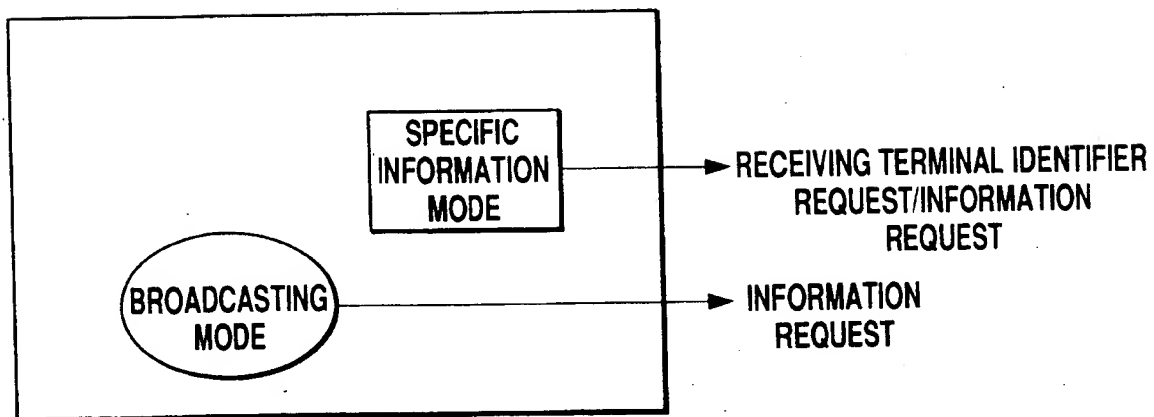 SPECIFIC
INFORMATION
MODE
RECEIVING TERMINAL IDENTIFIER
REQUEST/INFORMATION
REQUEST
BROADCASTING
MODE
INFORMATION
REQUEST